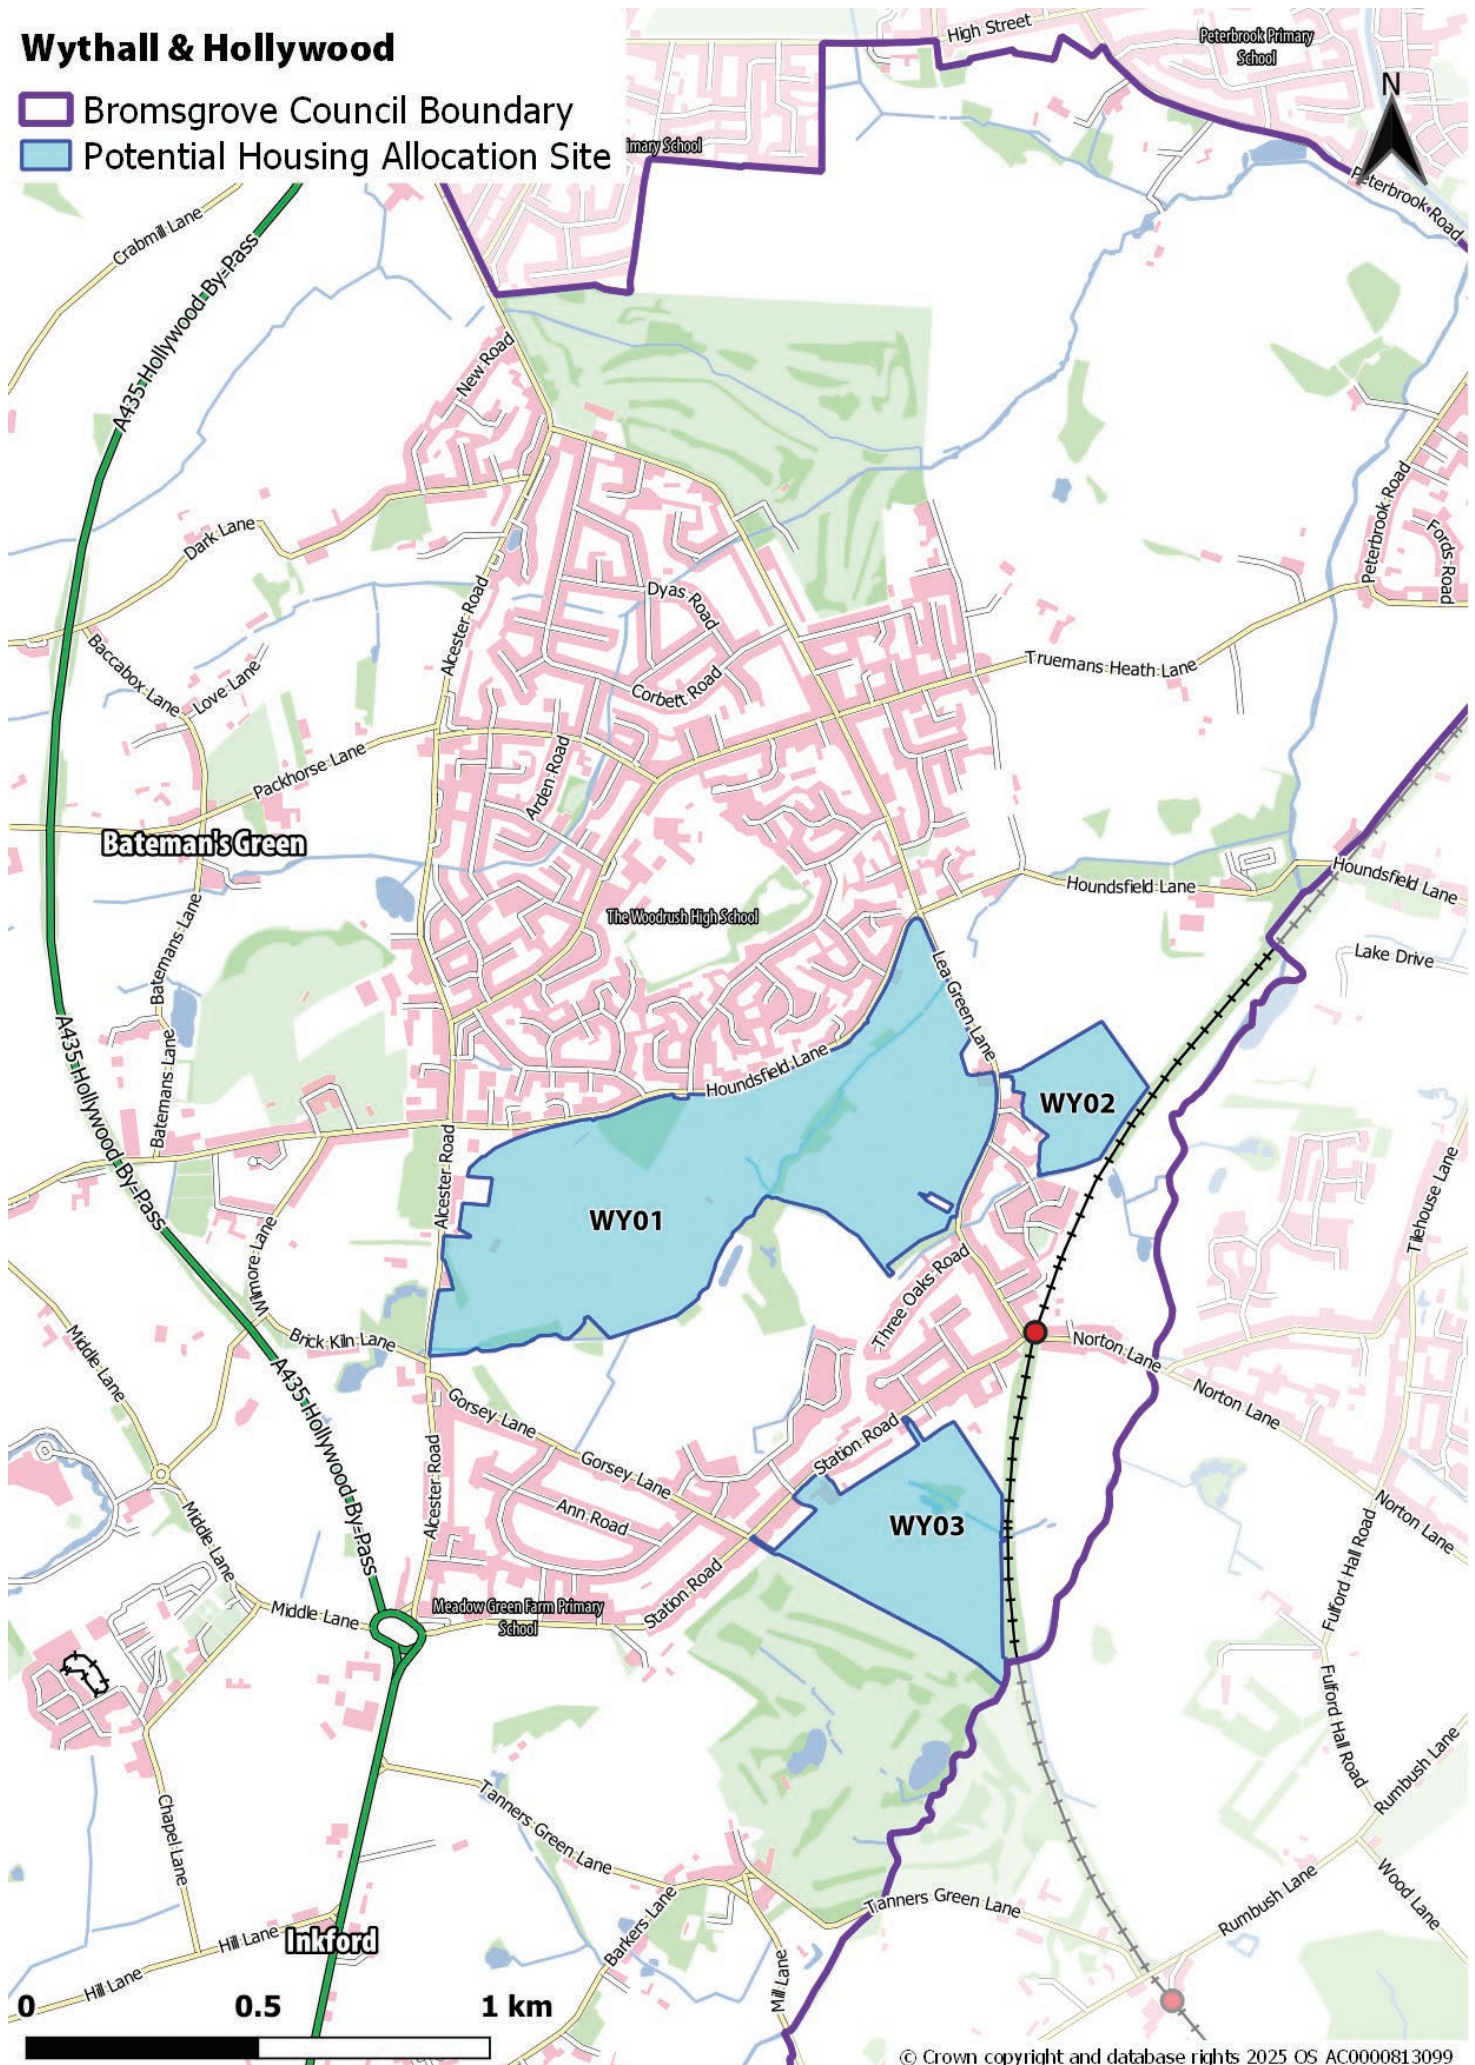 Wythall & Hollywood
Bromsgrove Council Boundary
Potential Housing Allocation Site
High Street
Peterbrook Primary
School
N
imary School
Peterbrook Road
Crabmill Lane
A435-Hollywood-By-Pass
New Road
Dark Lane
Peterbrook Road
Fords Road
Dyas Road
Alcester Road
Baccabox Lane
Love Lane
Corbett Road
Truemans Heath Lane
Packhorse Lane
Arden Road
Bateman's Green
Houndsfield Lane
Houndsfield Lane
The Woodrush High School
Batemans Lane
Lea Green Lane
Lake Drive
A435-Hollywood-By-Pass
Batemans Lane
Houndsfield Lane
WY02
Alcester Road
WY01
Tilehouse Lane
Wilmore Lane
Three Oaks Road
Middle Lane
Brick Kiln Lane
Norton Lane
A435-Hollywood-By-Pass
Norton Lane
Gorsey Lane
Station Road
Gorsey Lane
Alcester Road
Ann Road
WY03
Norton Lane
Middle Lane
Fulford Hall Road
Middle Lane
Meadow Green Farm Primary
School
Station Road
Fulford Hall Road
Rumbush Lane
Chapel Lane
Tanners Green Lane
Tanners Green Lane
Wood Lane
Rumbush Lane
Barkers Lane
Hill Lane
Inkford
Hill Lane
Mill Lane
0 0.5 1 km
© Crown copyright and database rights 2025 OS AC0000813099